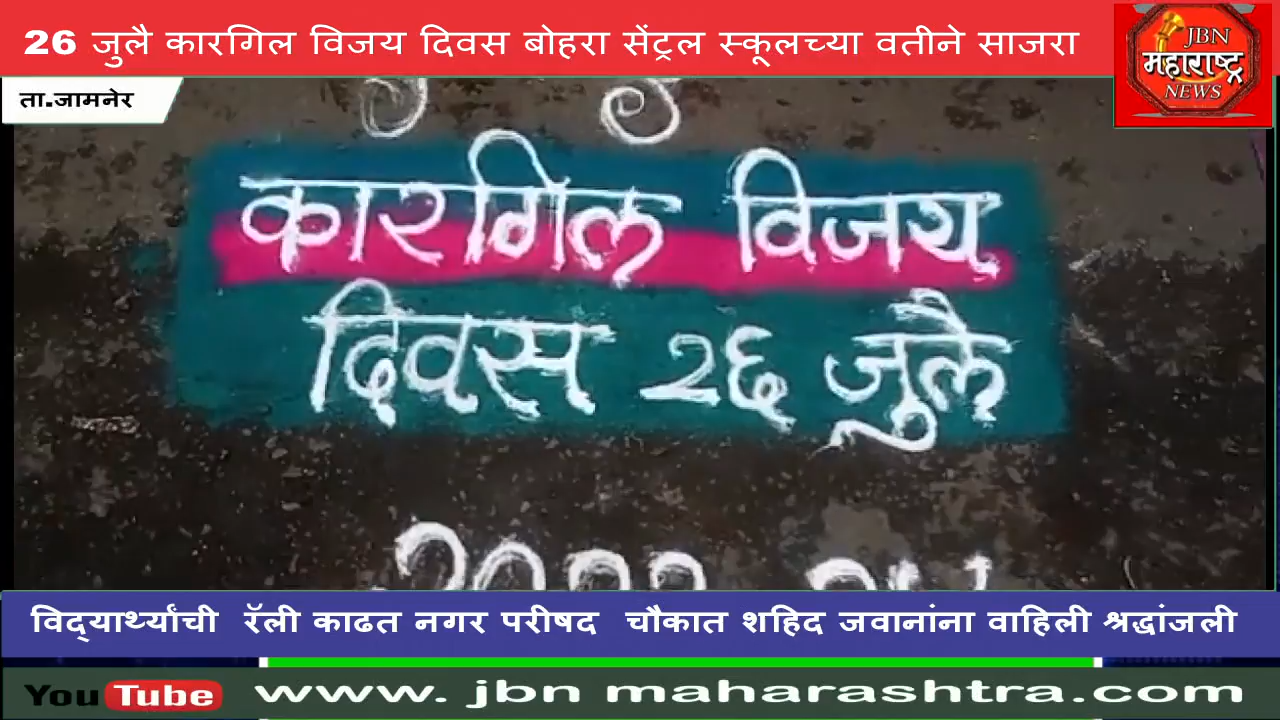 26 जुलै कारगिल विजय दिवस बोहरा सेंट्रल स्कूलच्या वतीने साजरा
JBN
महाराष्ट्र
NEWS
ता.जामनेर
कारगिल विजय
दिवस २६ जुलै
विद्यार्थ्यांची रॅली काढत नगर परीषद चौकात शहिद जवानांना वाहिली श्रद्धांजली
YouTube www. jbn maharashtra.com